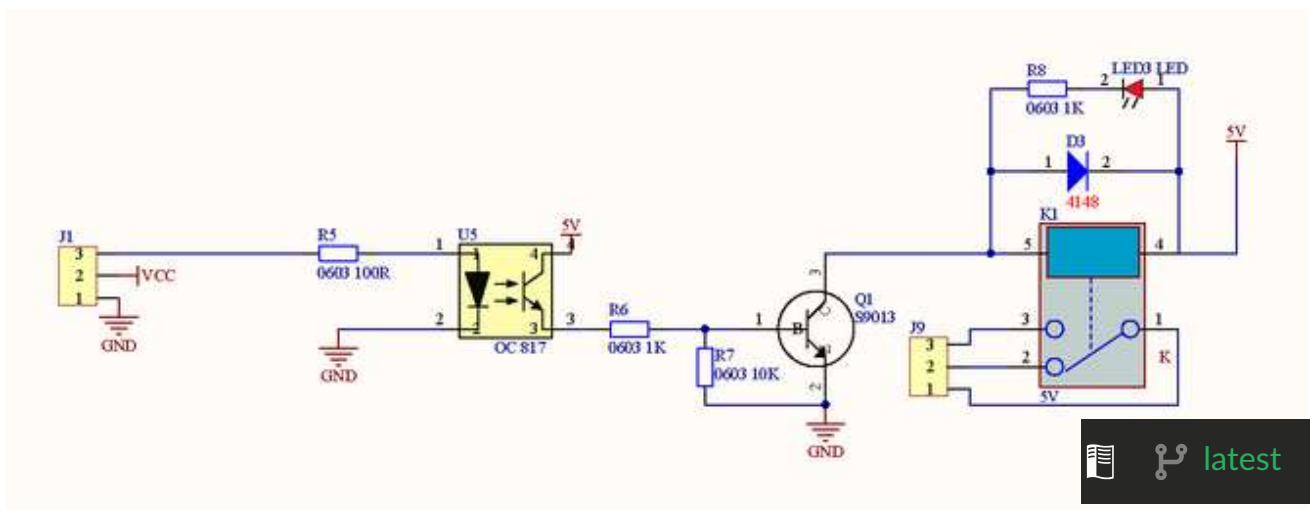 R8
2
LED3 LED
1
0603 1K
D3
1
2
4148
5V
K1
5
4
J1
3
2
VCC
1
GND
R5
0603 100R
1
U5
1
4
5V
4
2
2
3
3
OC 817
GND
R6
0603 1K
R7
0603 10K
1
B
3
C
Q1
S9013
E
2
GND
J9
3
2
1
3
2
1
K
5V
latest